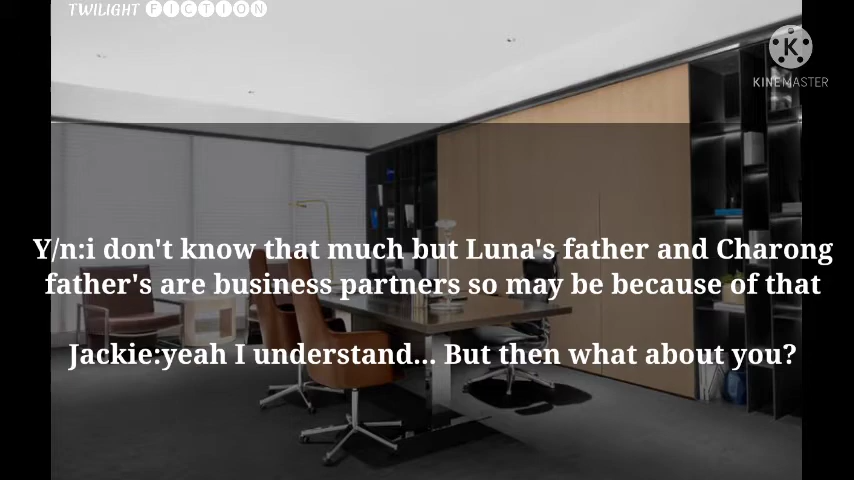 TWILIGHT FICTION
K
KINEMASTER
Y/n:i don't know that much but Luna's father and Charong
father's are business partners so may be because of that
Jackie:yeah I understand... But then what about you?